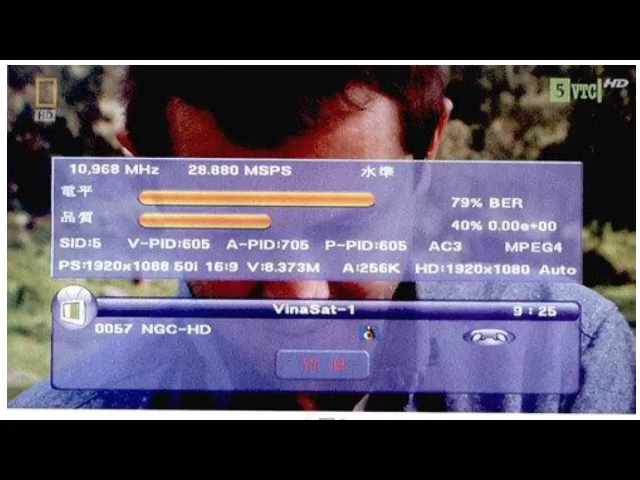 HD
5 VTC HD
10,968 MHz 28.880 MSPS 水準
電平 79% BER
品質 40% 0.00e+00
SID:5 V-PID:605 A-PID:705 P-PID:605 AC3 MPEG4
PS:1920x1088 50i 16:9 V:8.373M A:256K HD:1920x1080 Auto
VinaSat-1 9:25
0057 NGC-HD